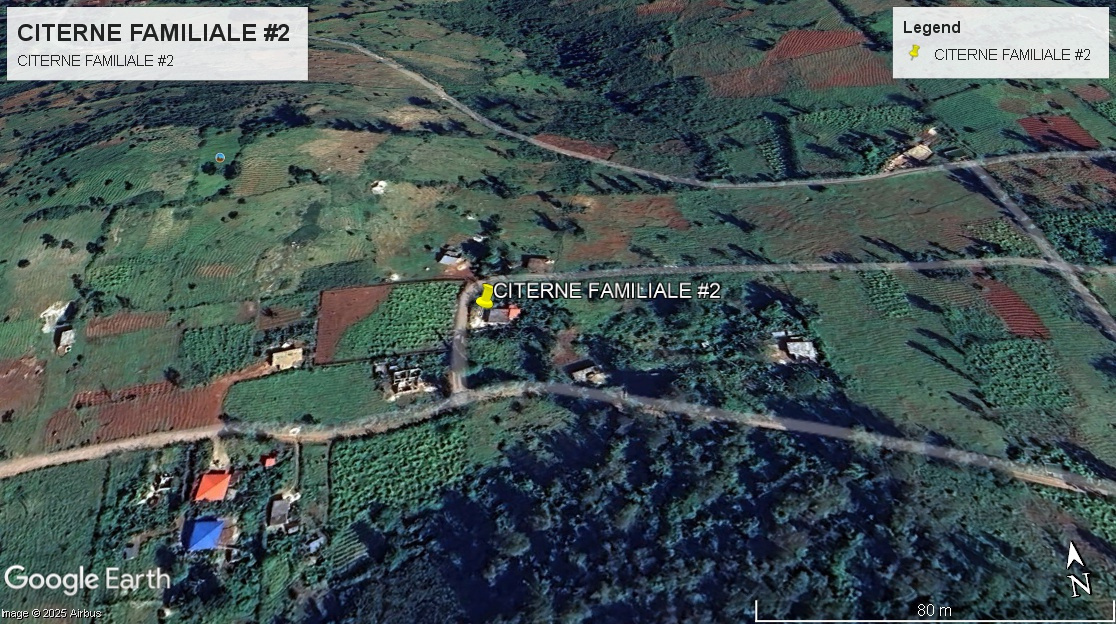 CITERNE FAMILIALE #2
CITERNE FAMILIALE #2
Legend
CITERNE FAMILIALE #2
CITERNE FAMILIALE #2
Google Earth
Image © 2025 Airbus
N
80 m